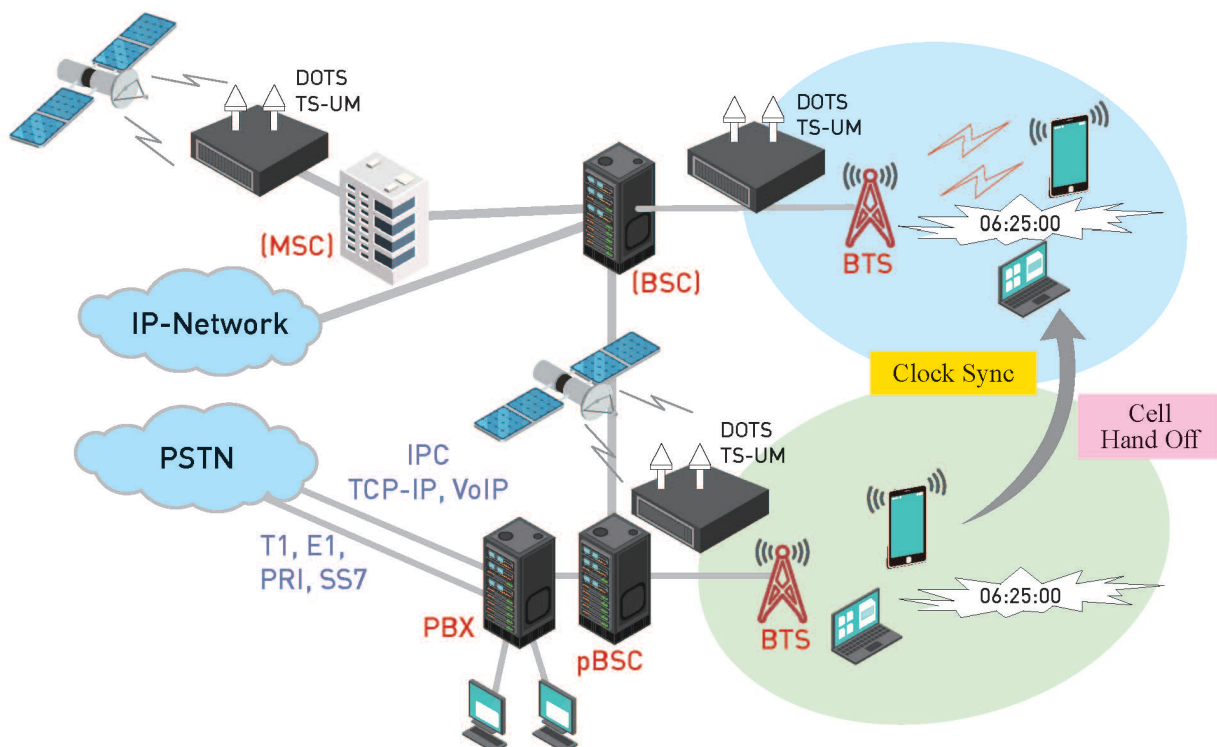 DOTS
TS-UM
DOTS
TS-UM
(MSC)
(BSC)
BTS
06:25:00
IP-Network
Clock Sync
Cell
Hand Off
PSTN
IPC
TCP-IP, VoIP
DOTS
TS-UM
T1, E1,
PRI, SS7
06:25:00
PBX
pBSC
BTS